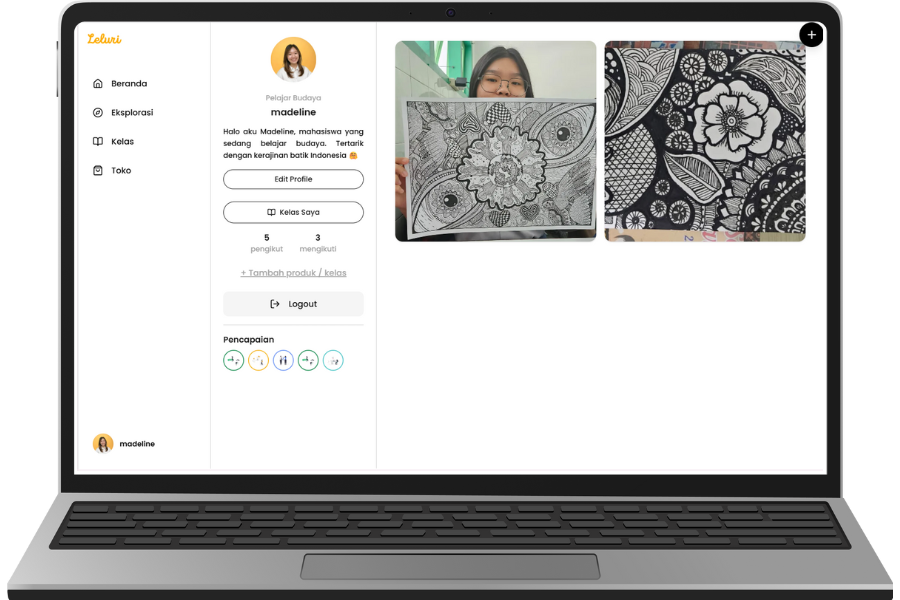 Leluri
Beranda
Eksplorasi
Kelas
Toko
madeline
Pelajar Budaya
madeline
Halo aku Madeline, mahasiswa yang
sedang belajar budaya. Tertarik
dengan kerajinan batik Indonesia 🤗
Edit Profile
Kelas Saya
5 3
pengikut mengikuti
+ Tambah produk / kelas
Logout
Pencapaian
+